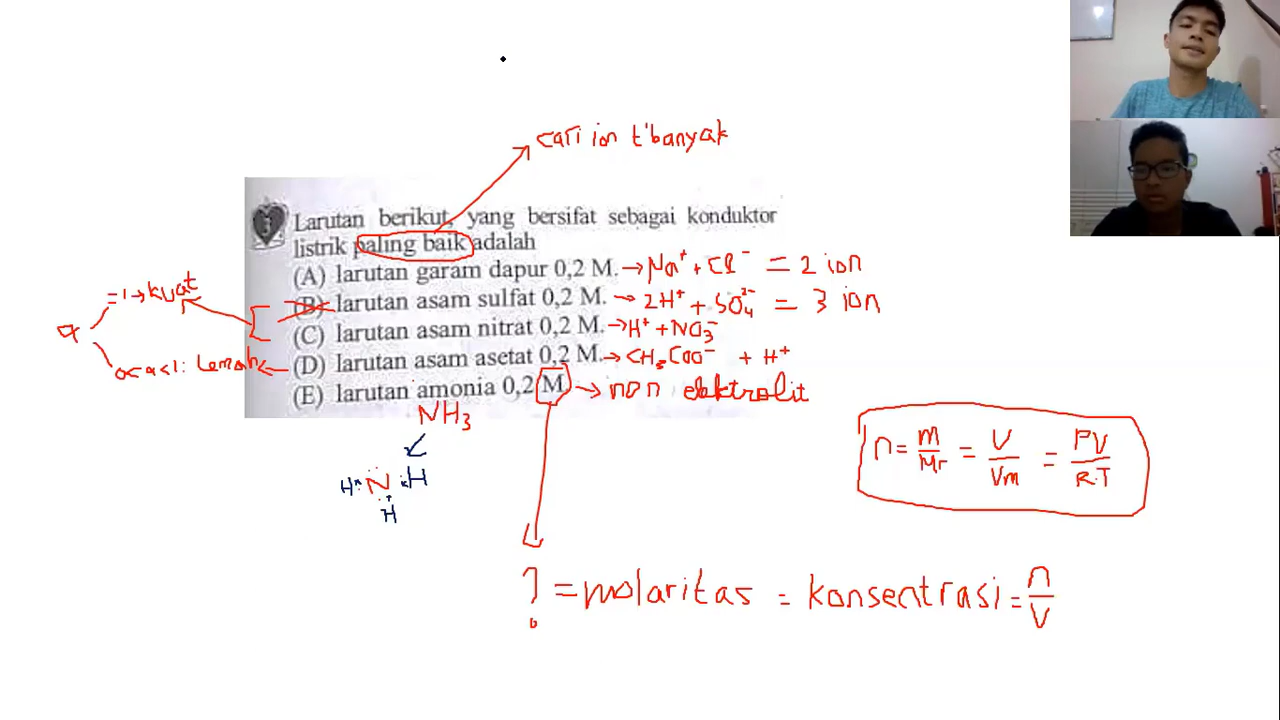 cari ion t'banyak
Larutan berikut, yang bersifat sebagai konduktor
listrik paling baik adalah
(A) larutan garam dapur 0,2 M. → Na⁺ + Cl⁻ = 2 ion
(B) larutan asam sulfat 0,2 M. → 2H⁺ + SO₄²⁻ = 3 ion
(C) larutan asam nitrat 0,2 M. → H⁺ + NO₃⁻
(D) larutan asam asetat 0,2 M. → CH₃COO⁻ + H⁺
(E) larutan amonia 0,2 M → non elektrolit
= 1 → kuat
α
0<α<1: lemah
NH₃
H N H
H
n = m/Mr = V/Vm = PV/R.T
? = molaritas = konsentrasi = n/V